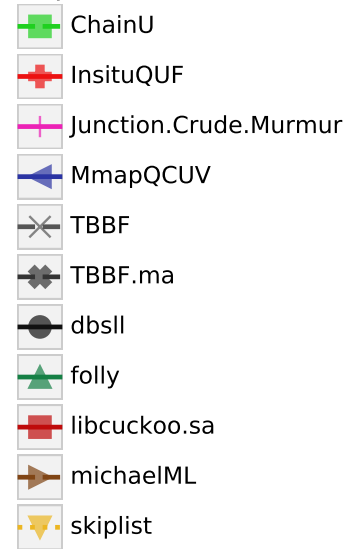 ChainU
InsituQUF
Junction.Crude.Murmur
MmapQCUV
TBBF
TBBF.ma
dbsll
folly
libcuckoo.sa
michaelML
skiplist